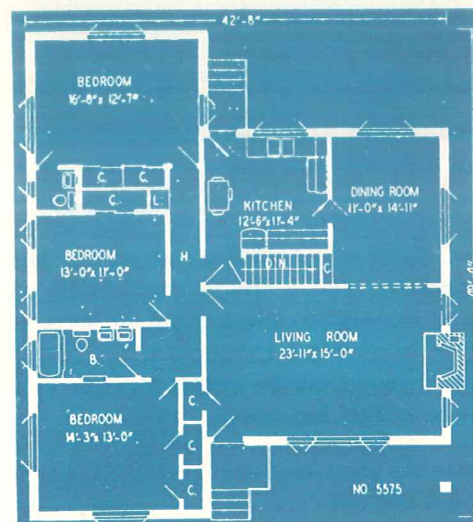 42'-8"
BEDROOM
16'-8" x 12'-7"
C. C.
C. L.
KITCHEN
12'-6" x 11'-4"
DINING ROOM
11'-0" x 14'-11"
BEDROOM
13'-0" x 11'-0"
H.
D'N.
C
LIVING ROOM
23'-11" x 15'-0"
B.
BEDROOM
14'-3" x 13'-0"
C.
C.
C.
NO. 5575